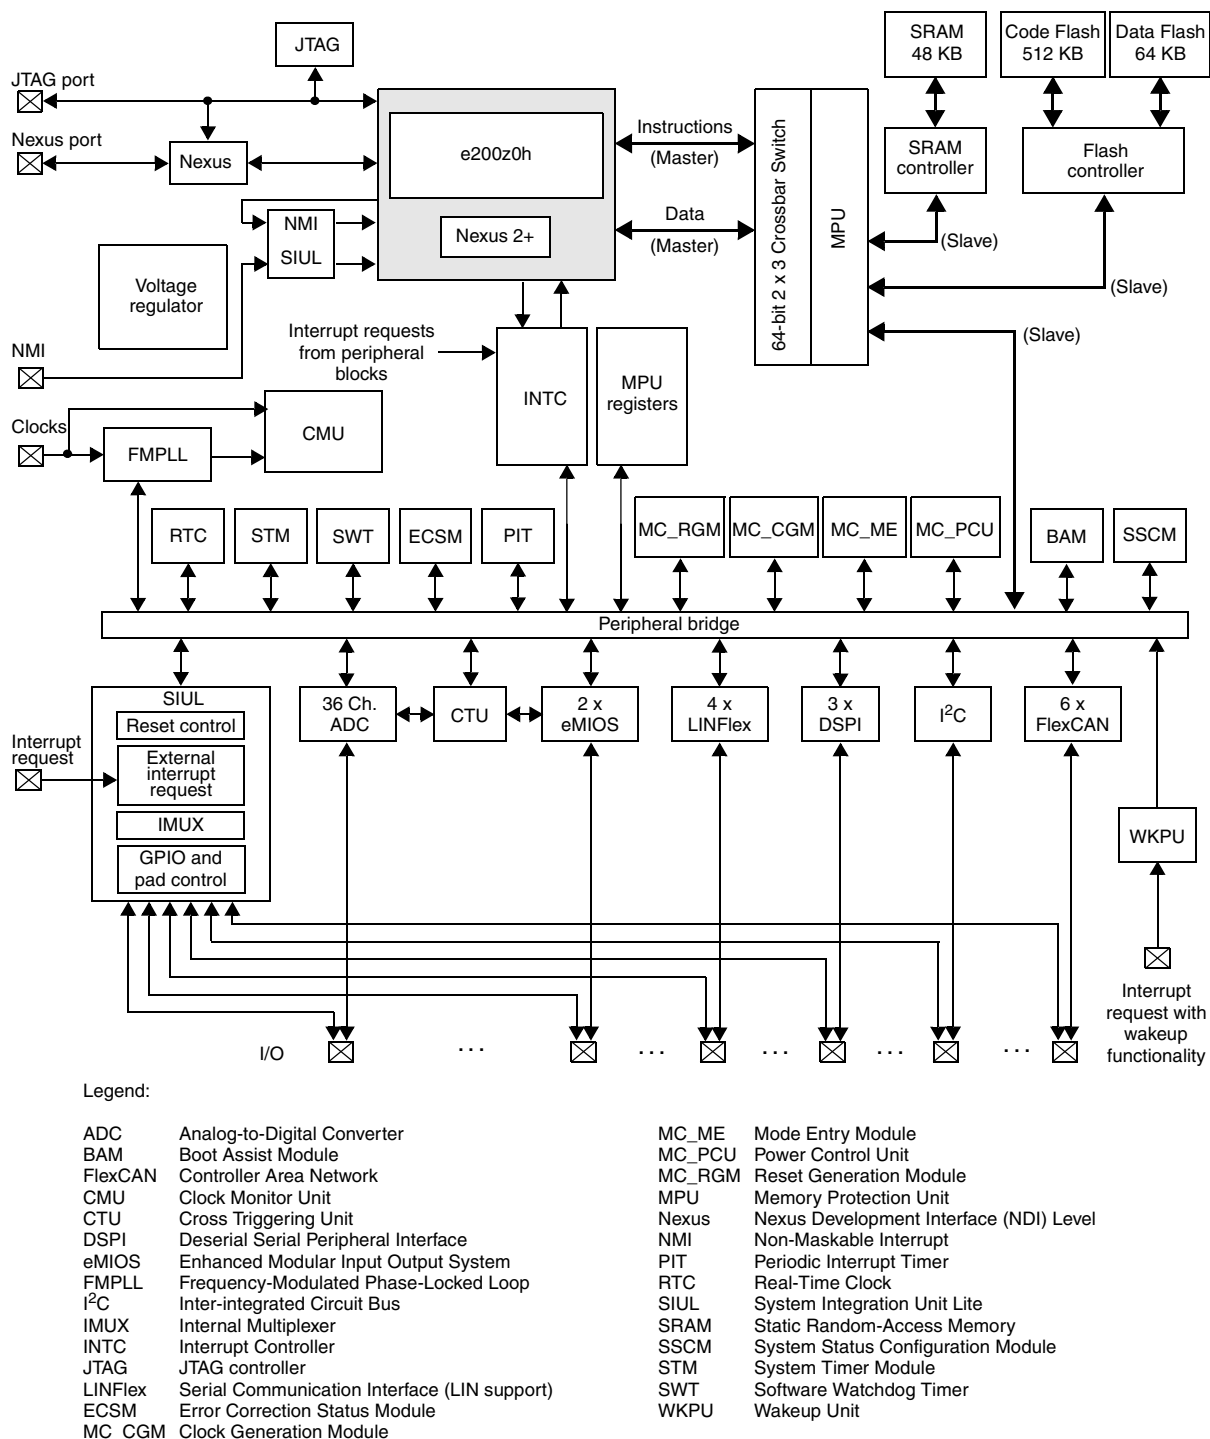 JTAG
SRAM
48 KB
Code Flash
512 KB
Data Flash
64 KB
JTAG port
Nexus port
Nexus
e200z0h
Nexus 2+
Instructions
(Master)
Data
(Master)
64-bit 2 x 3 Crossbar Switch
MPU
SRAM
controller
Flash
controller
(Slave)
(Slave)
(Slave)
NMI
SIUL
Voltage
regulator
NMI
Interrupt requests
from peripheral
blocks
INTC
MPU
registers
Clocks
FMPLL
CMU
RTC
STM
SWT
ECSM
PIT
MC_RGM
MC_CGM
MC_ME
MC_PCU
BAM
SSCM
Peripheral bridge
SIUL
Reset control
External
interrupt
request
IMUX
GPIO and
pad control
Interrupt
request
36 Ch.
ADC
CTU
2 x
eMIOS
4 x
LINFlex
3 x
DSPI
I²C
6 x
FlexCAN
WKPU
I/O
. . .
. . .
. . .
. . .
. . .
Interrupt
request with
wakeup
functionality
Legend:
ADC Analog-to-Digital Converter
BAM Boot Assist Module
FlexCAN Controller Area Network
CMU Clock Monitor Unit
CTU Cross Triggering Unit
DSPI Deserial Serial Peripheral Interface
eMIOS Enhanced Modular Input Output System
FMPLL Frequency-Modulated Phase-Locked Loop
I²C Inter-integrated Circuit Bus
IMUX Internal Multiplexer
INTC Interrupt Controller
JTAG JTAG controller
LINFlex Serial Communication Interface (LIN support)
ECSM Error Correction Status Module
MC_CGM Clock Generation Module
MC_ME Mode Entry Module
MC_PCU Power Control Unit
MC_RGM Reset Generation Module
MPU Memory Protection Unit
Nexus Nexus Development Interface (NDI) Level
NMI Non-Maskable Interrupt
PIT Periodic Interrupt Timer
RTC Real-Time Clock
SIUL System Integration Unit Lite
SRAM Static Random-Access Memory
SSCM System Status Configuration Module
STM System Timer Module
SWT Software Watchdog Timer
WKPU Wakeup Unit